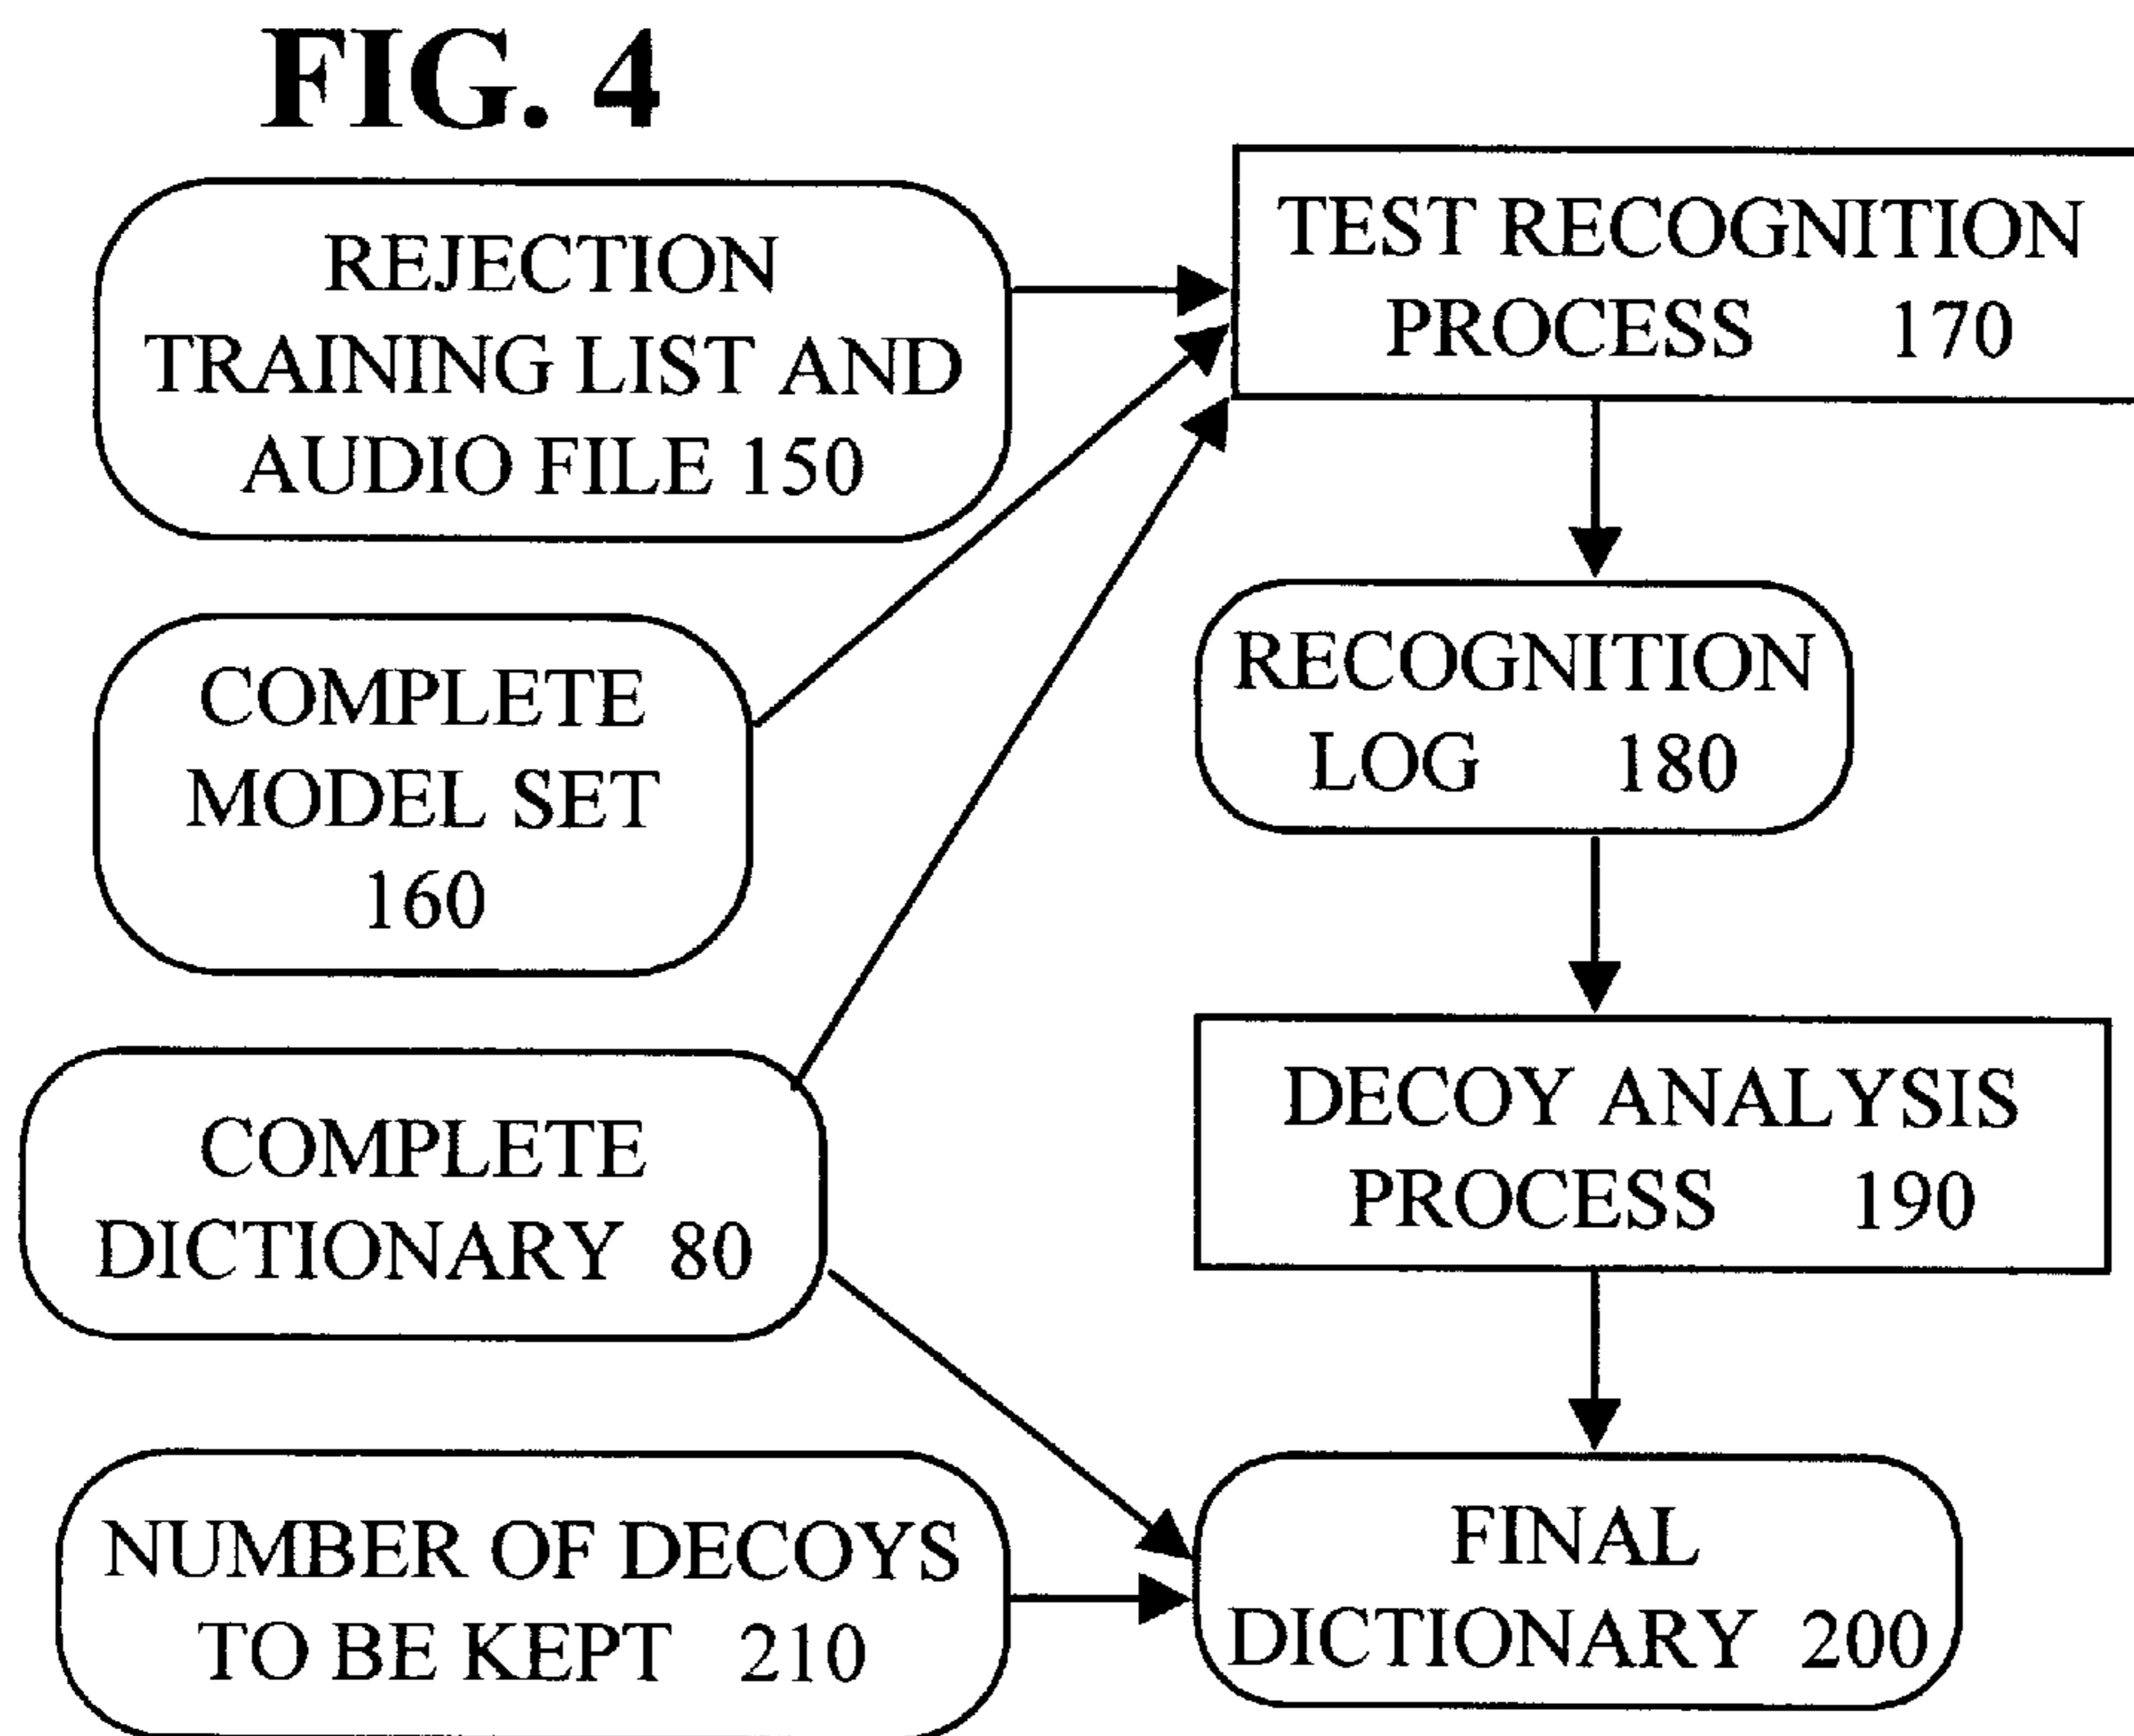 FIG. 4
REJECTION
TRAINING LIST AND
AUDIO FILE 150
COMPLETE
MODEL SET
160
COMPLETE
DICTIONARY 80
NUMBER OF DECOYS
TO BE KEPT 210
TEST RECOGNITION
PROCESS 170
RECOGNITION
LOG 180
DECOY ANALYSIS
PROCESS 190
FINAL
DICTIONARY 200